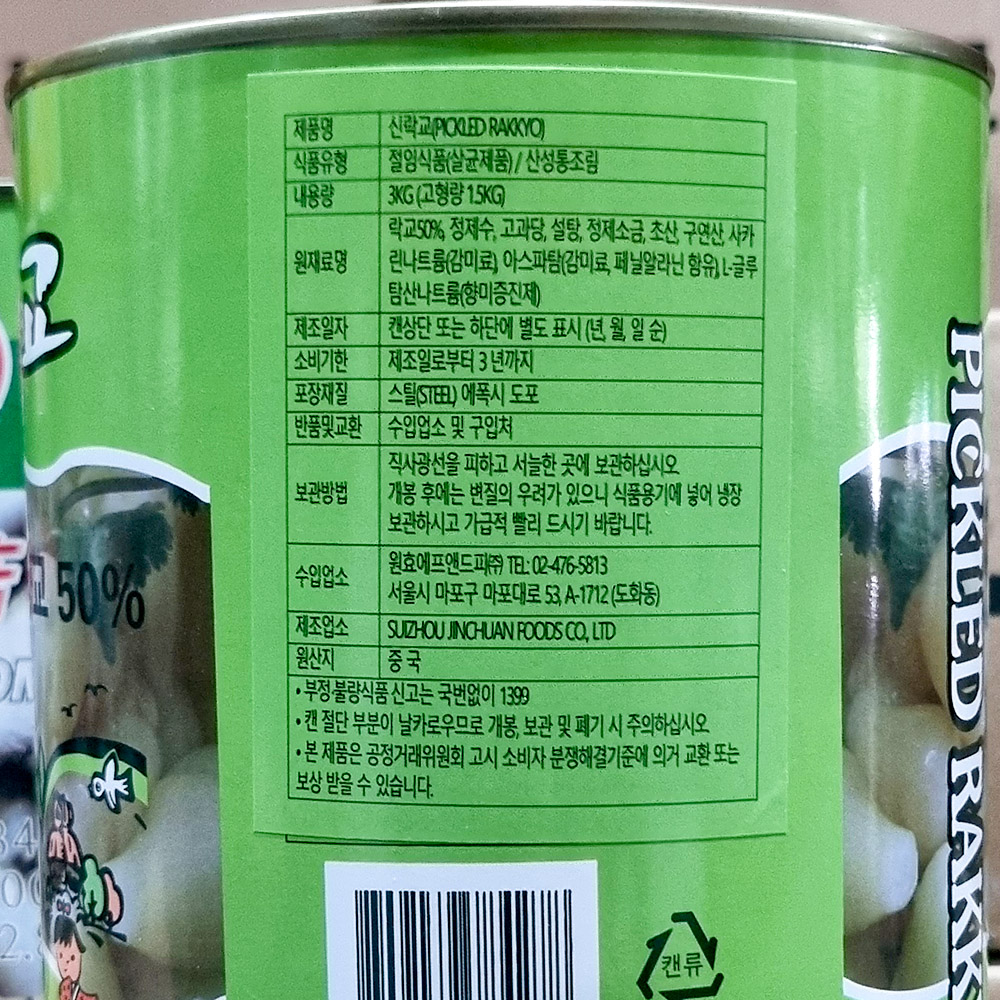 제품명 신락교(PICKLED RAKKYO)
식품유형 절임식품(살균제품) / 산성통조림
내용량 3KG (고형량 1.5KG)
원재료명 락교50%, 정제수, 고과당, 설탕, 정제소금, 초산, 구연산, 사카
린나트륨(감미료), 아스파탐(감미료, 페닐알라닌 함유), L-글루
탐산나트륨(향미증진제)
제조일자 캔상단 또는 하단에 별도 표시 (년, 월, 일 순)
소비기한 제조일로부터 3 년까지
포장재질 스틸(STEEL) 에폭시 도포
반품및교환 수입업소 및 구입처
보관방법 직사광선을 피하고 서늘한 곳에 보관하십시오
개봉 후에는 변질의 우려가 있으니 식품용기에 넣어 냉장
보관하시고 가급적 빨리 드시기 바랍니다.
수입업소 원효에프앤드피㈜ TEL: 02-476-5813
서울시 마포구 마포대로 53, A-1712 (도화동)
제조업소 SUIZHOU JINCHUAN FOODS CO., LTD
원산지 중 국
• 부정·불량식품 신고는 국번없이 1399
• 캔 절단 부분이 날카로우므로 개봉, 보관 및 폐기 시 주의하십시오
• 본 제품은 공정거래위원회 고시 소비자 분쟁해결기준에 의거 교환 또는
보상 받을 수 있습니다.
캔류
교
교 50%
PICKLED RAKK